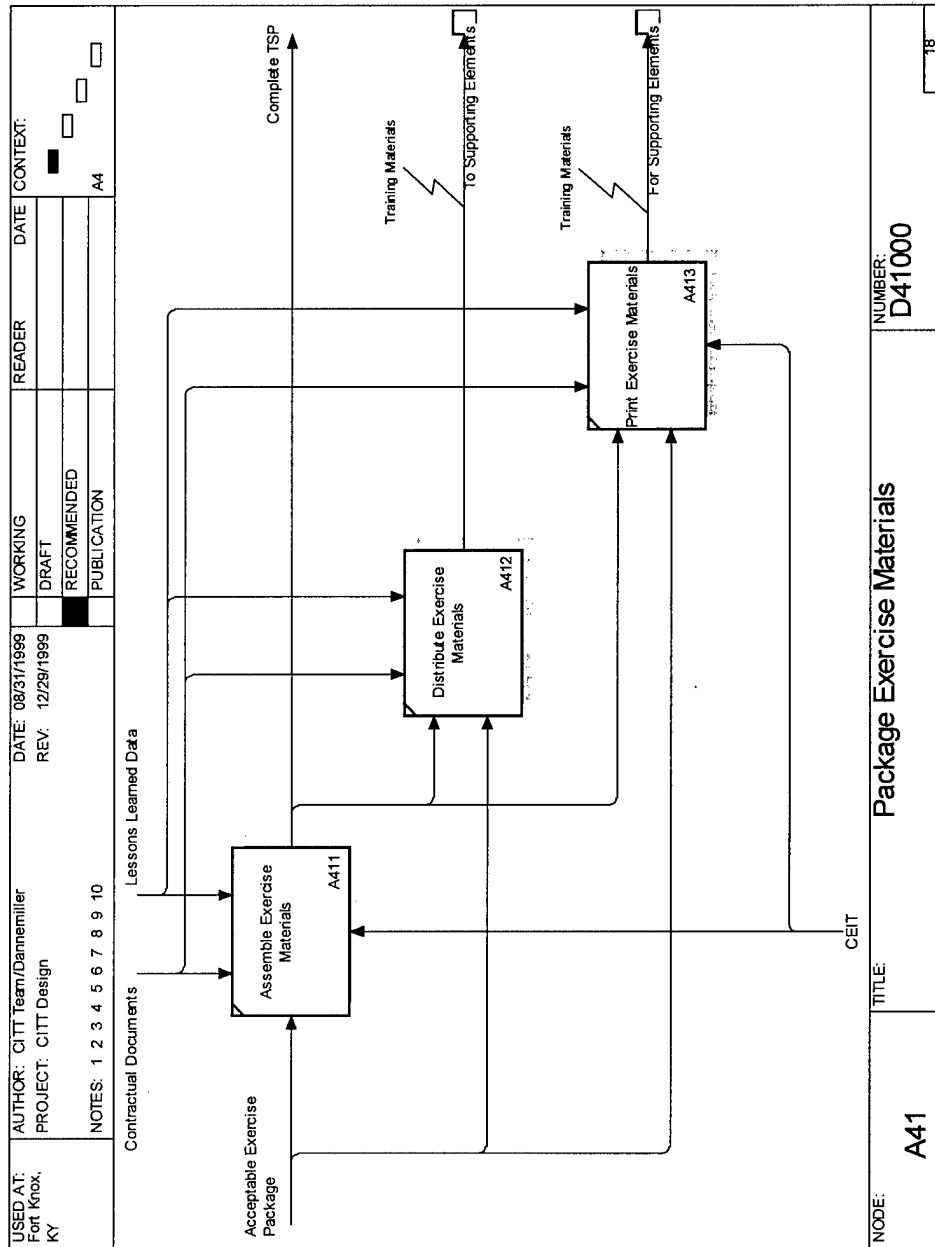 USED AT:
Fort Knox,
KY
AUTHOR: CITT Team/Dannemiller
PROJECT: CITT Design
NOTES: 1 2 3 4 5 6 7 8 9 10
DATE: 08/31/1999
REV: 12/29/1999
WORKING
DRAFT
RECOMMENDED
PUBLICATION
READER
DATE
CONTEXT:
A4
Contractual Documents
Lessons Learned Data
Acceptable Exercise
Package
Assemble Exercise
Materials
A411
Complete TSP
Distribute Exercise
Materials
A412
Training Materials
To Supporting Elements
Print Exercise Materials
A413
Training Materials
For Supporting Elements
CEIT
NODE:
A41
TITLE:
Package Exercise Materials
NUMBER:
D41000
18